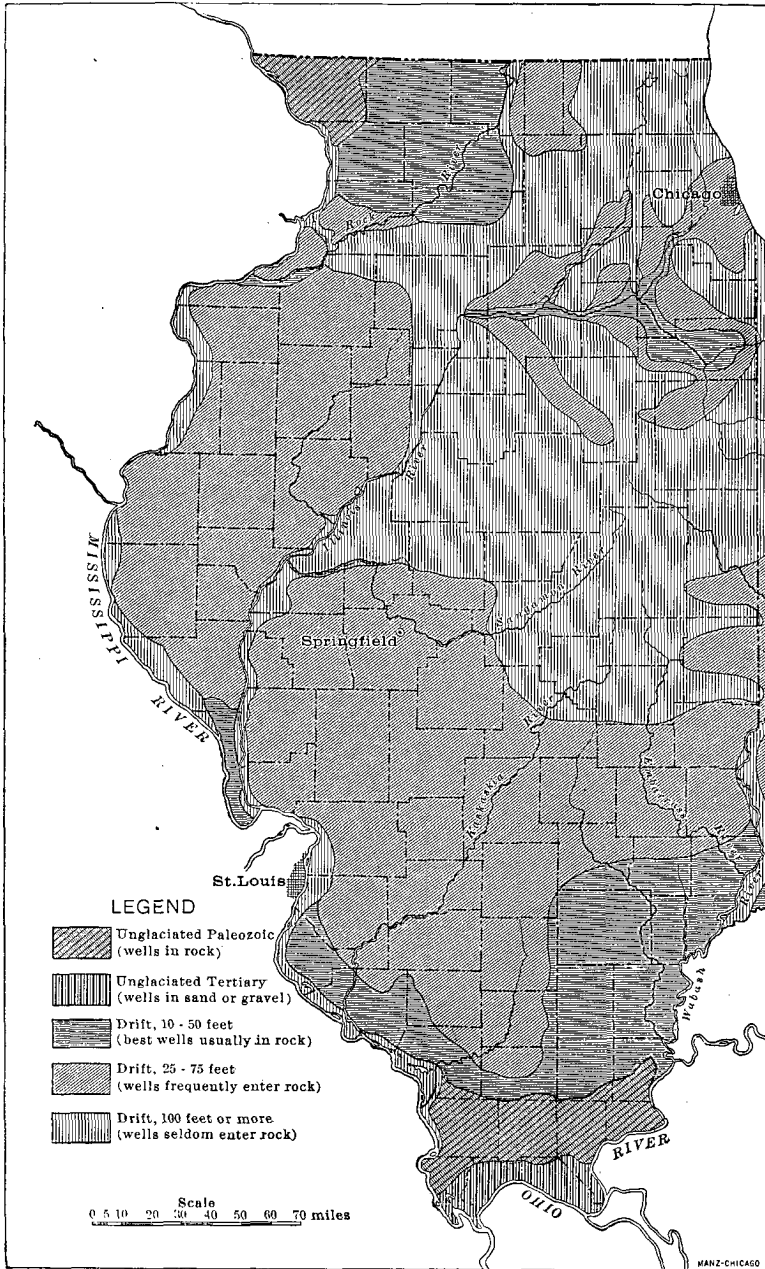 Chicago
Rock
River
Illinois
River
Sangamon River
Springfield
MISSISSIPPI
RIVER
Kaskaskia
River
Embarrass
River
River
Wabash
St. Louis
LEGEND
Unglaciated Paleozoic
(wells in rock)
Unglaciated Tertiary
(wells in sand or gravel)
Drift, 10 - 50 feet
(best wells usually in rock)
Drift, 25 - 75 feet
(wells frequently enter rock)
Drift, 100 feet or more
(wells seldom enter rock)
RIVER
OHIO
Scale
0 5 10 20 30 40 50 60 70 miles
MANZ-CHICAGO